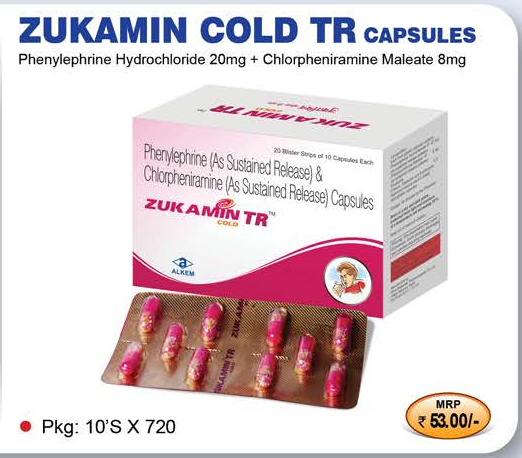 ZUKAMIN COLD TR CAPSULES
Phenylephrine Hydrochloride 20mg + Chlorpheniramine Maleate 8mg
ZUKAMIN TR
20 Blister Strips of 10 Capsules Each
Phenylephrine (As Sustained Release) &
Chlorpheniramine (As Sustained Release) Capsules
ZUKAMIN TR™
COLD
ALKEM
ZUKAMIN TR
Pkg: 10'S X 720
MRP
₹ 53.00/-